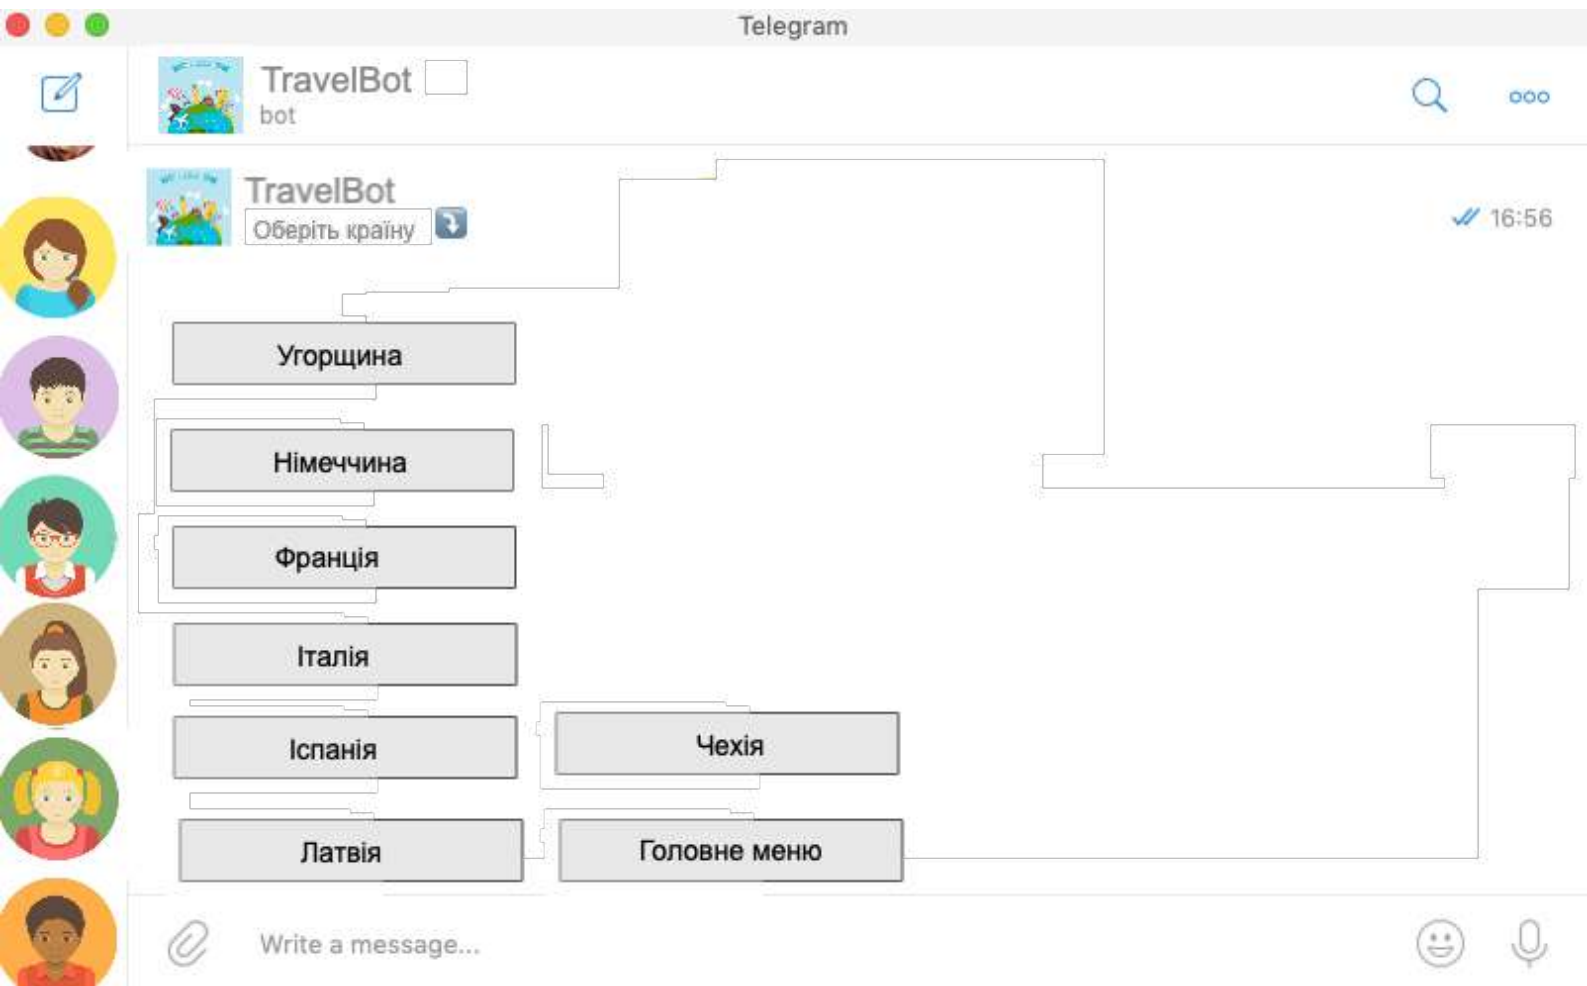 Telegram
TravelBot
bot
TravelBot
Оберіть країну
16:56
Угорщина
Німеччина
Франція
Італія
Іспанія
Чехія
Латвія
Головне меню
Write a message...